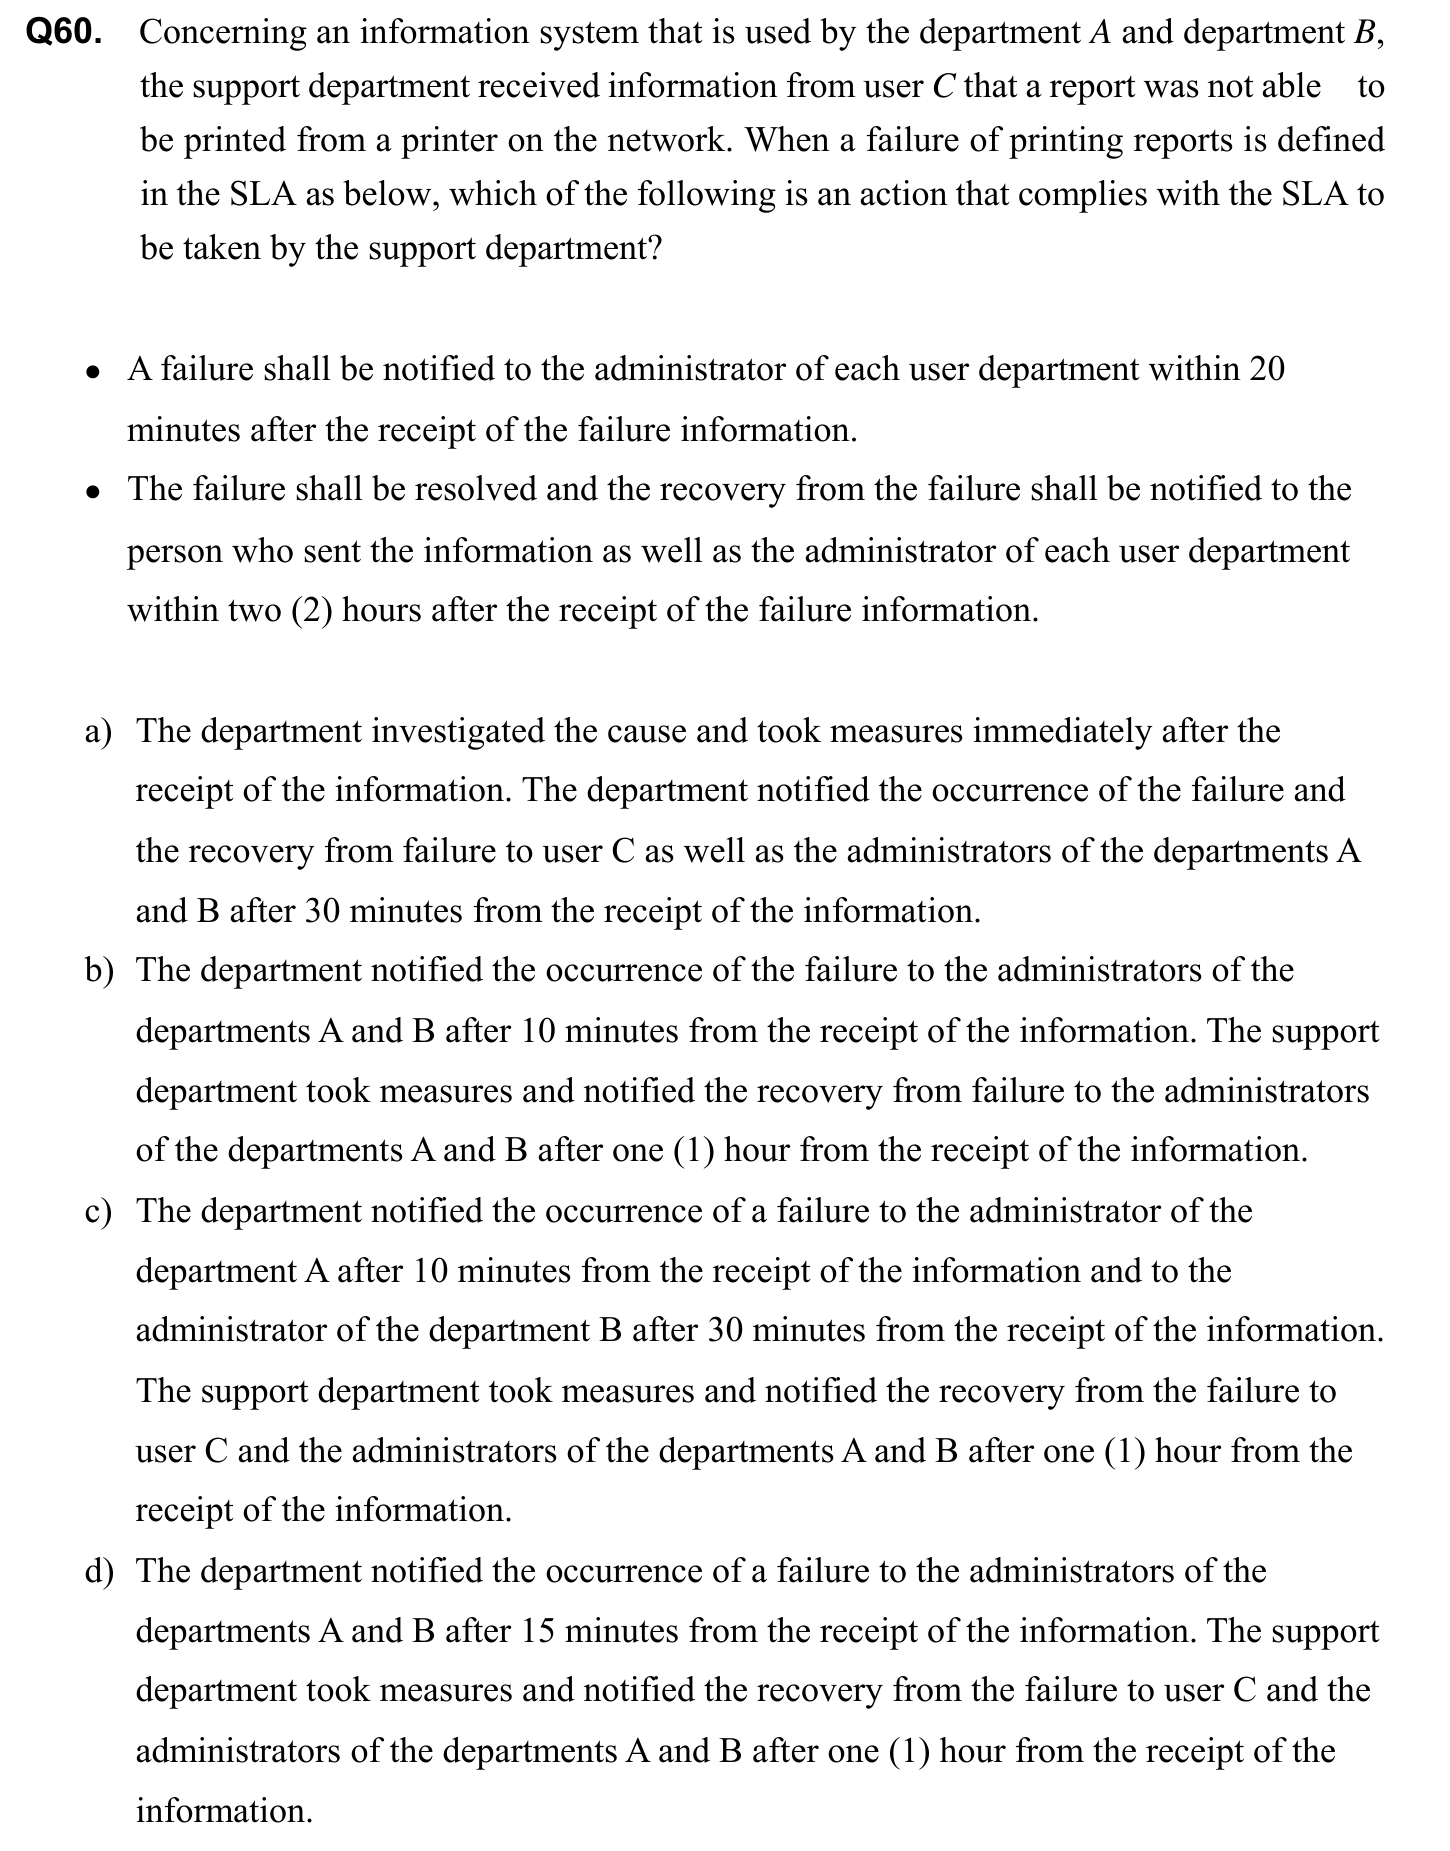 Q60. Concerning an information system that is used by the department A and department B,
the support department received information from user C that a report was not able to
be printed from a printer on the network. When a failure of printing reports is defined
in the SLA as below, which of the following is an action that complies with the SLA to
be taken by the support department?
• A failure shall be notified to the administrator of each user department within 20
minutes after the receipt of the failure information.
• The failure shall be resolved and the recovery from the failure shall be notified to the
person who sent the information as well as the administrator of each user department
within two (2) hours after the receipt of the failure information.
a) The department investigated the cause and took measures immediately after the
receipt of the information. The department notified the occurrence of the failure and
the recovery from failure to user C as well as the administrators of the departments A
and B after 30 minutes from the receipt of the information.
b) The department notified the occurrence of the failure to the administrators of the
departments A and B after 10 minutes from the receipt of the information. The support
department took measures and notified the recovery from failure to the administrators
of the departments A and B after one (1) hour from the receipt of the information.
c) The department notified the occurrence of a failure to the administrator of the
department A after 10 minutes from the receipt of the information and to the
administrator of the department B after 30 minutes from the receipt of the information.
The support department took measures and notified the recovery from the failure to
user C and the administrators of the departments A and B after one (1) hour from the
receipt of the information.
d) The department notified the occurrence of a failure to the administrators of the
departments A and B after 15 minutes from the receipt of the information. The support
department took measures and notified the recovery from the failure to user C and the
administrators of the departments A and B after one (1) hour from the receipt of the
information.